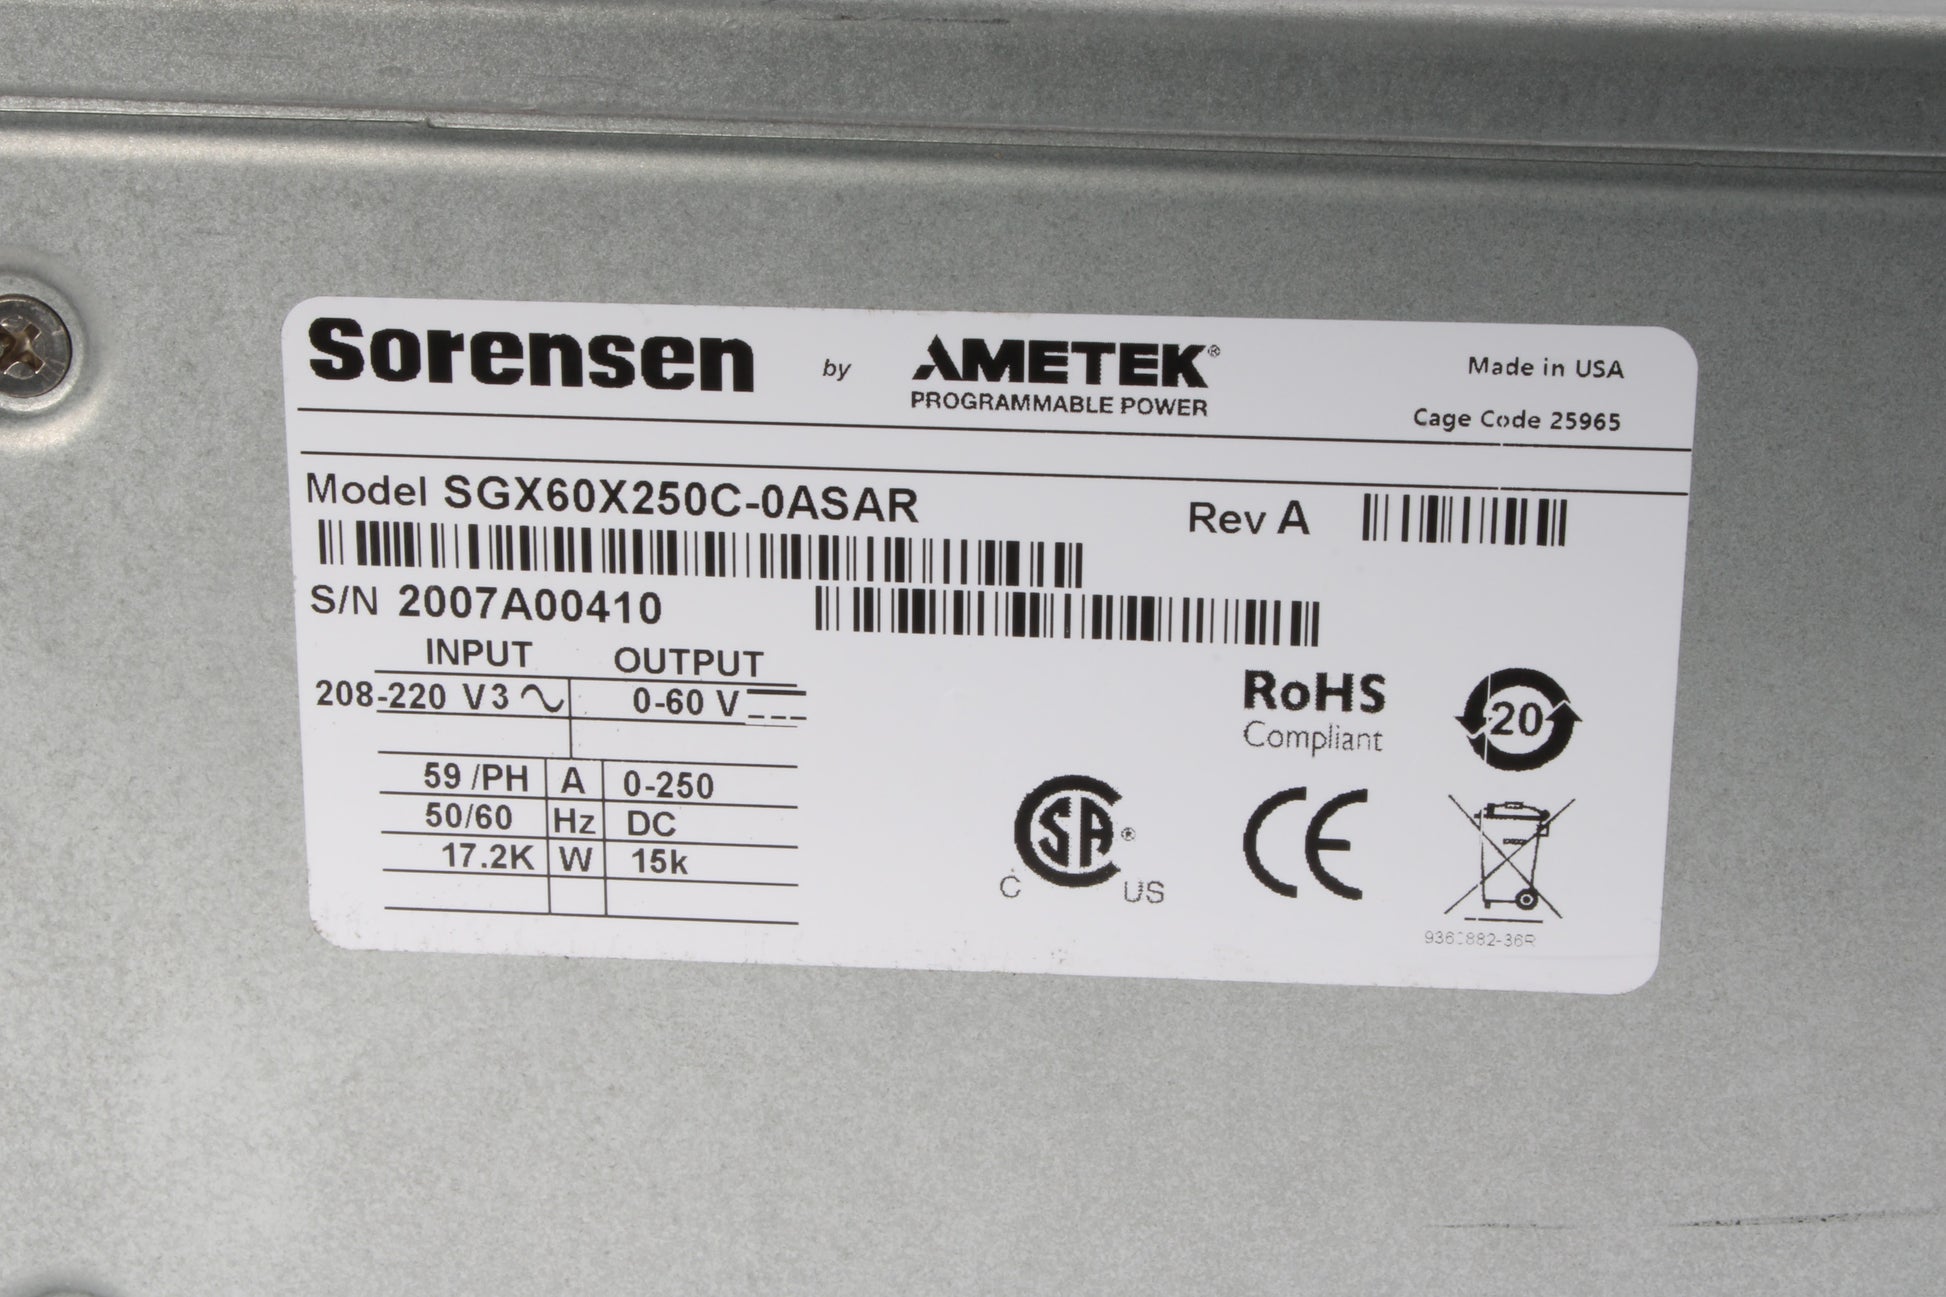 Sorensen by AMETEK®
PROGRAMMABLE POWER
Made in USA
Cage Code 25965
Model SGX60X250C-0ASAR Rev A
S/N 2007A00410
INPUT OUTPUT
208-220 V 3 0-60 V
59 /PH A 0-250
50/60 Hz DC
17.2K W 15k
RoHS
Compliant
20
SA®
C US
CE